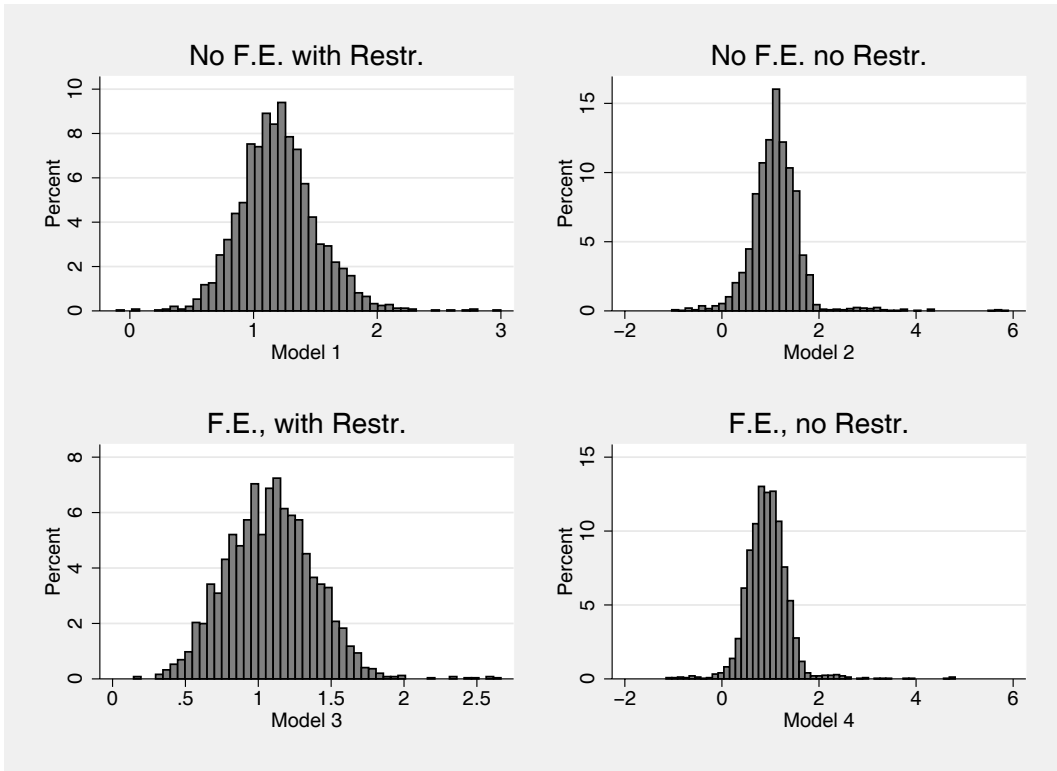 No F.E. with Restr.
Percent
10
8
6
4
2
0
0 1 2 3
Model 1
No F.E. no Restr.
Percent
15
10
5
0
−2 0 2 4 6
Model 2
F.E., with Restr.
Percent
8
6
4
2
0
0 .5 1 1.5 2 2.5
Model 3
F.E., no Restr.
Percent
15
10
5
0
−2 0 2 4 6
Model 4